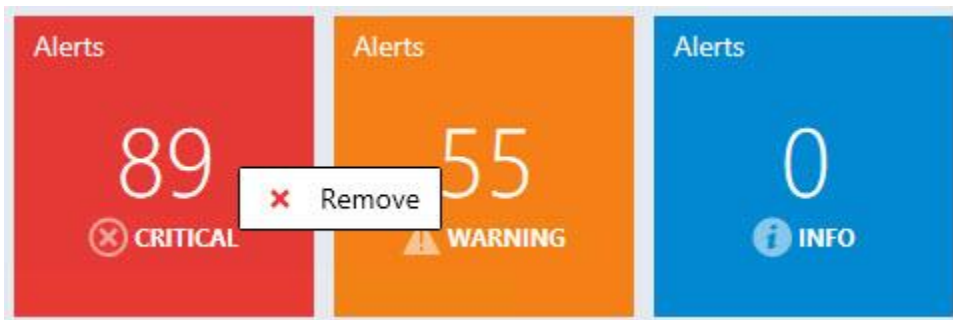 Alerts
89
CRITICAL
Alerts
55
WARNING
Alerts
0
INFO
Remove